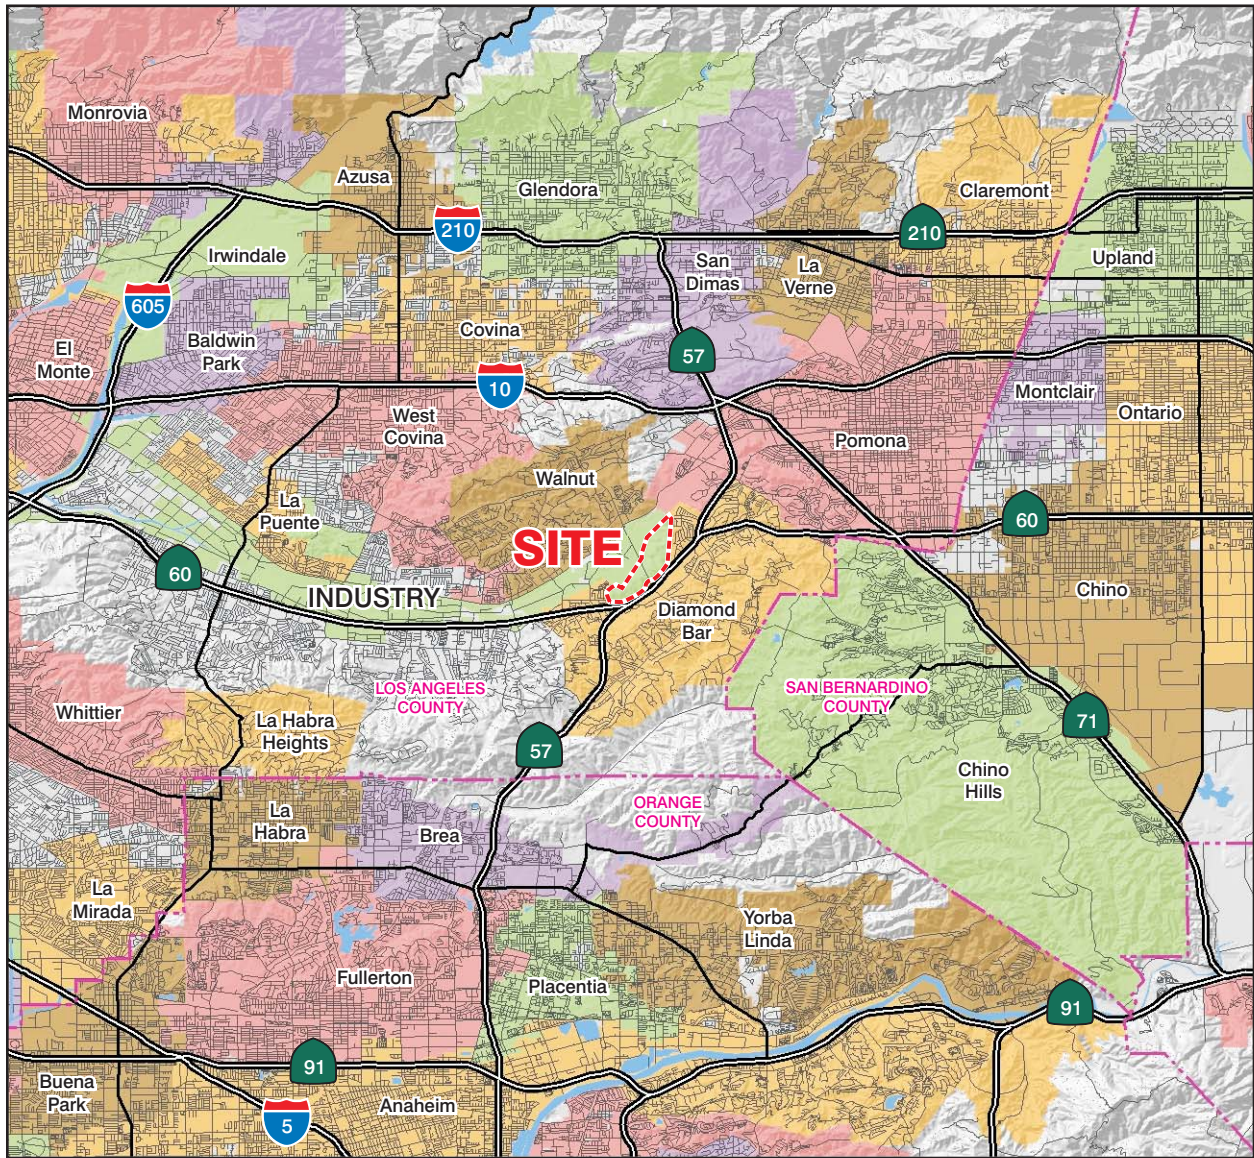 Monrovia
Azusa
Glendora
Claremont
210
210
Irwindale
San
Dimas
La
Verne
Upland
605
El
Monte
Baldwin
Park
Covina
57
10
Montclair
Ontario
West
Covina
Pomona
Walnut
La
Puente
SITE
60
60
INDUSTRY
Chino
Diamond
Bar
LOS ANGELES
COUNTY
SAN BERNARDINO
COUNTY
Whittier
La Habra
Heights
57
71
Chino
Hills
ORANGE
COUNTY
La
Habra
Brea
La
Mirada
Yorba
Linda
Fullerton
Placentia
91
91
Buena
Park
Anaheim
5